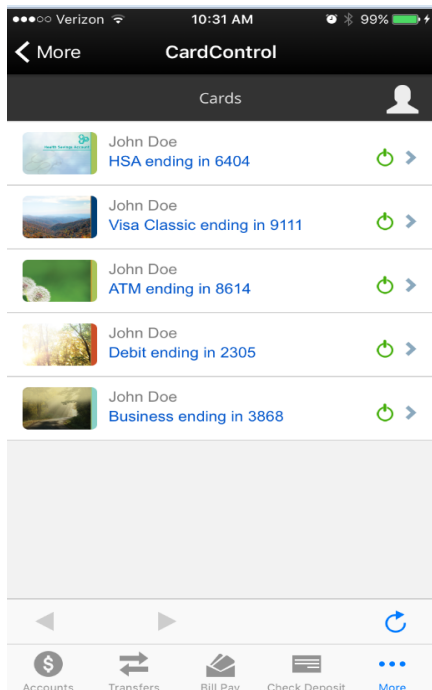 Verizon 10:31 AM 99%
More CardControl
Cards
John Doe
HSA ending in 6404
John Doe
Visa Classic ending in 9111
John Doe
ATM ending in 8614
John Doe
Debit ending in 2305
John Doe
Business ending in 3868
Accounts Transfers Bill Pay Check Deposit More